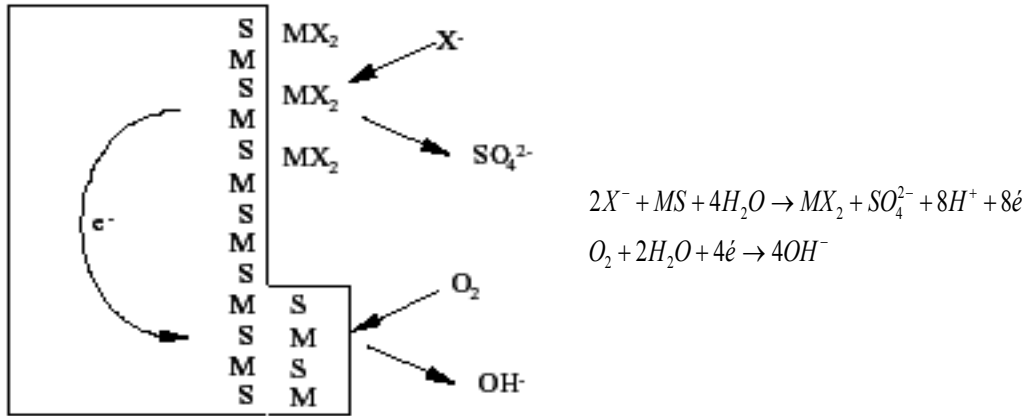 S MX₂
M X⁻
S MX₂
M
S MX₂ SO₄²⁻
M
S
e⁻ M
S
M S O₂
S M
M S OH⁻
S M
2X⁻ + MS + 4H₂O → MX₂ + SO₄²⁻ + 8H⁺ + 8é
O₂ + 2H₂O + 4é → 4OH⁻